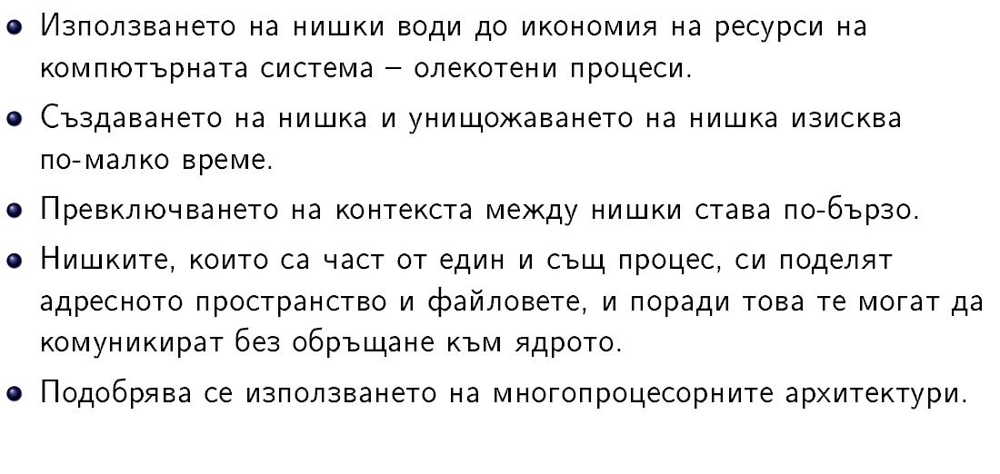 • Използването на нишки води до икономия на ресурси на
компютърната система – олекотени процеси.
• Създаването на нишка и унищожаването на нишка изисква
по-малко време.
• Превключването на контекста между нишки става по-бързо.
• Нишките, които са част от един и същ процес, си поделят
адресното пространство и файловете, и поради това те могат да
комуникират без обръщане към ядрото.
• Подобрява се използването на многопроцесорните архитектури.